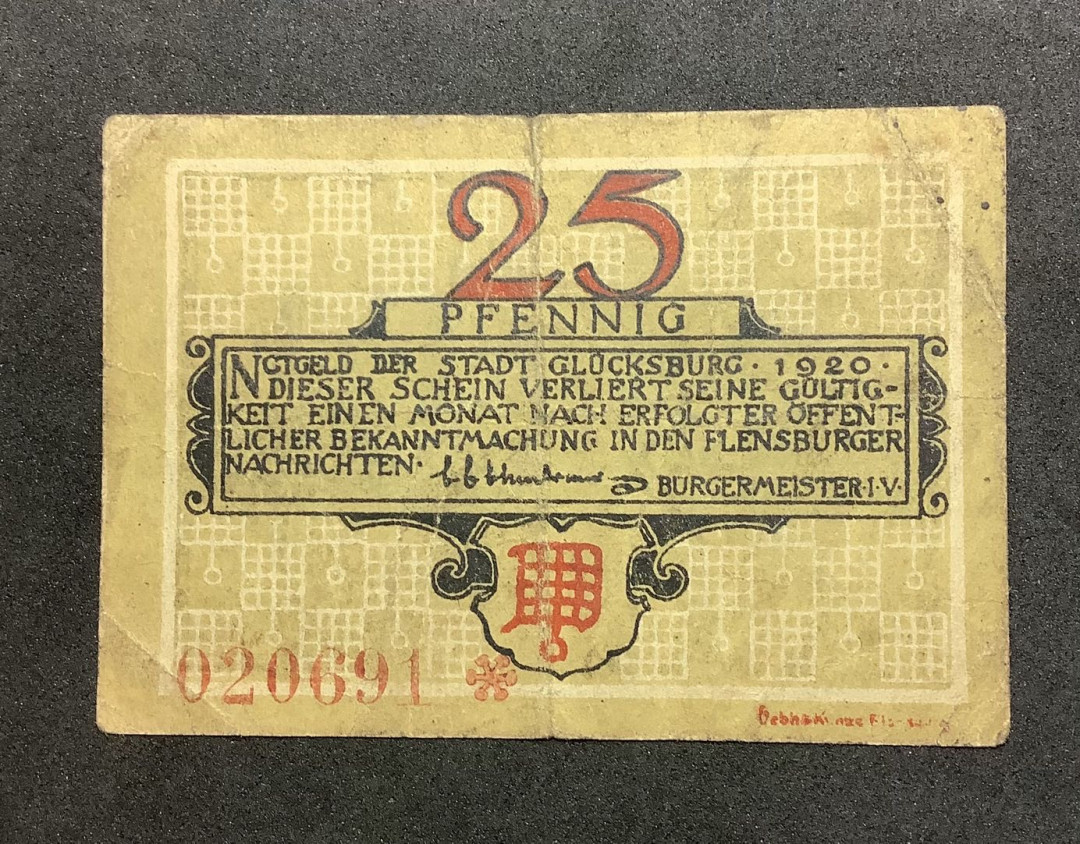 25
PFENNIG
NOTGELD DER STADT GLÜCKSBURG · 1920 ·
DIESER SCHEIN VERLIERT SEINE GÜLTIG-
KEIT EINEN MONAT NACH ERFOLGTER ÖFFENT-
LICHER BEKANNTMACHUNG IN DEN FLENSBURGER
NACHRICHTEN ·
BÜRGERMEISTER · I · V ·
020691